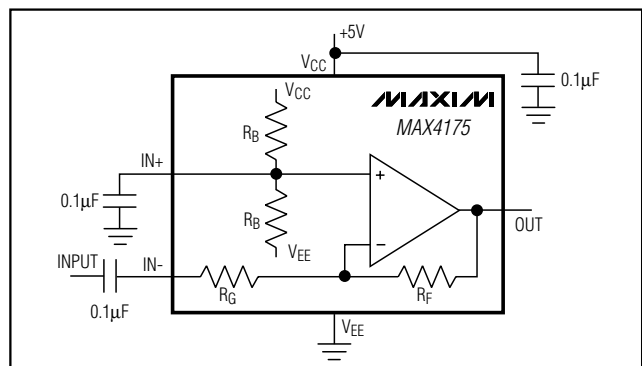 +5V
VCC
0.1µF
VCC
MAXIM
MAX4175
RB
IN+
+
0.1µF
RB
OUT
VEE
−
INPUT
IN-
RG
RF
0.1µF
VEE